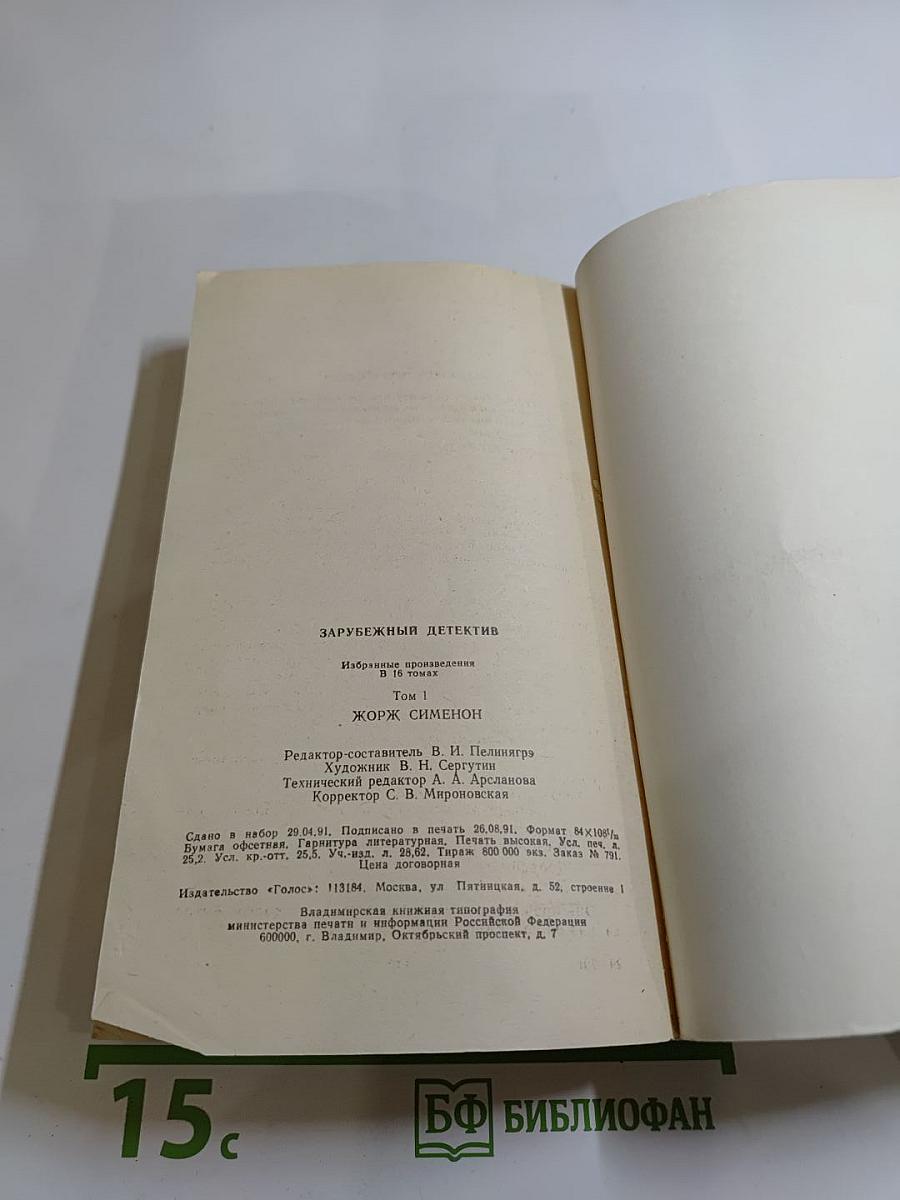 ЗАРУБЕЖНЫЙ ДЕТЕКТИВ
Избранные произведения
В 16 томах
Том 1
ЖОРЖ СИМЕНОН
Редактор-составитель В. И. Пелинягрэ
Художник В. Н. Сергутин
Технический редактор А. А. Арсланова
Корректор С. В. Мироновская
Сдано в набор 29.04.91. Подписано в печать 26.08.91. Формат 84×108¹/₃₂
Бумага офсетная. Гарнитура литературная. Печать высокая. Усл. печ. л.
25,2. Усл. кр.-отт. 25,5. Уч.-изд. л. 28,62. Тираж 800 000 экз. Заказ № 791.
Цена договорная
Издательство «Голос»: 113184, Москва, ул. Пятницкая, д. 52, строение 1
Владимирская книжная типография
министерства печати и информации Российской Федерации
600000, г. Владимир, Октябрьский проспект, д. 7
15 с
БФ БИБЛИОФАН